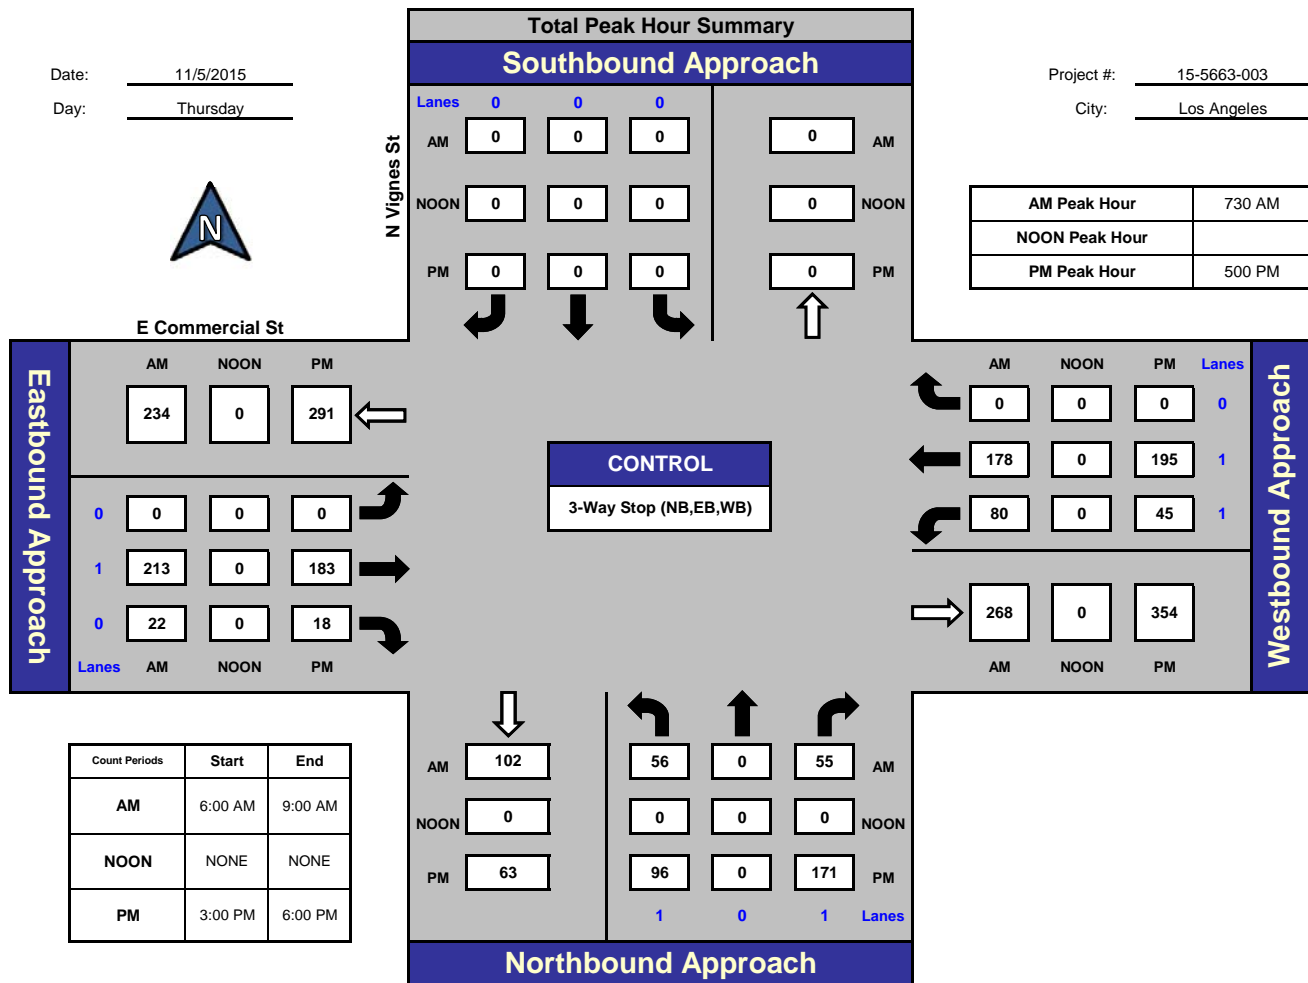 Total Peak Hour Summary
Southbound Approach
Date: 11/5/2015
Day: Thursday
Project #: 15-5663-003
City: Los Angeles
N
N Vignes St
Lanes 0 0 0
AM 0 0 0 0 AM
NOON 0 0 0 0 NOON
PM 0 0 0 0 PM
AM Peak Hour 730 AM
NOON Peak Hour
PM Peak Hour 500 PM
E Commercial St
Eastbound Approach
AM NOON PM
234 0 291
0 0 0 0
1 213 0 183
0 22 0 18
Lanes AM NOON PM
CONTROL
3-Way Stop (NB,EB,WB)
AM NOON PM Lanes
0 0 0 0
178 0 195 1
80 0 45 1
268 0 354
AM NOON PM
Westbound Approach
Count Periods Start End
AM 6:00 AM 9:00 AM
NOON NONE NONE
PM 3:00 PM 6:00 PM
AM 102 56 0 55 AM
NOON 0 0 0 0 NOON
PM 63 96 0 171 PM
1 0 1 Lanes
Northbound Approach